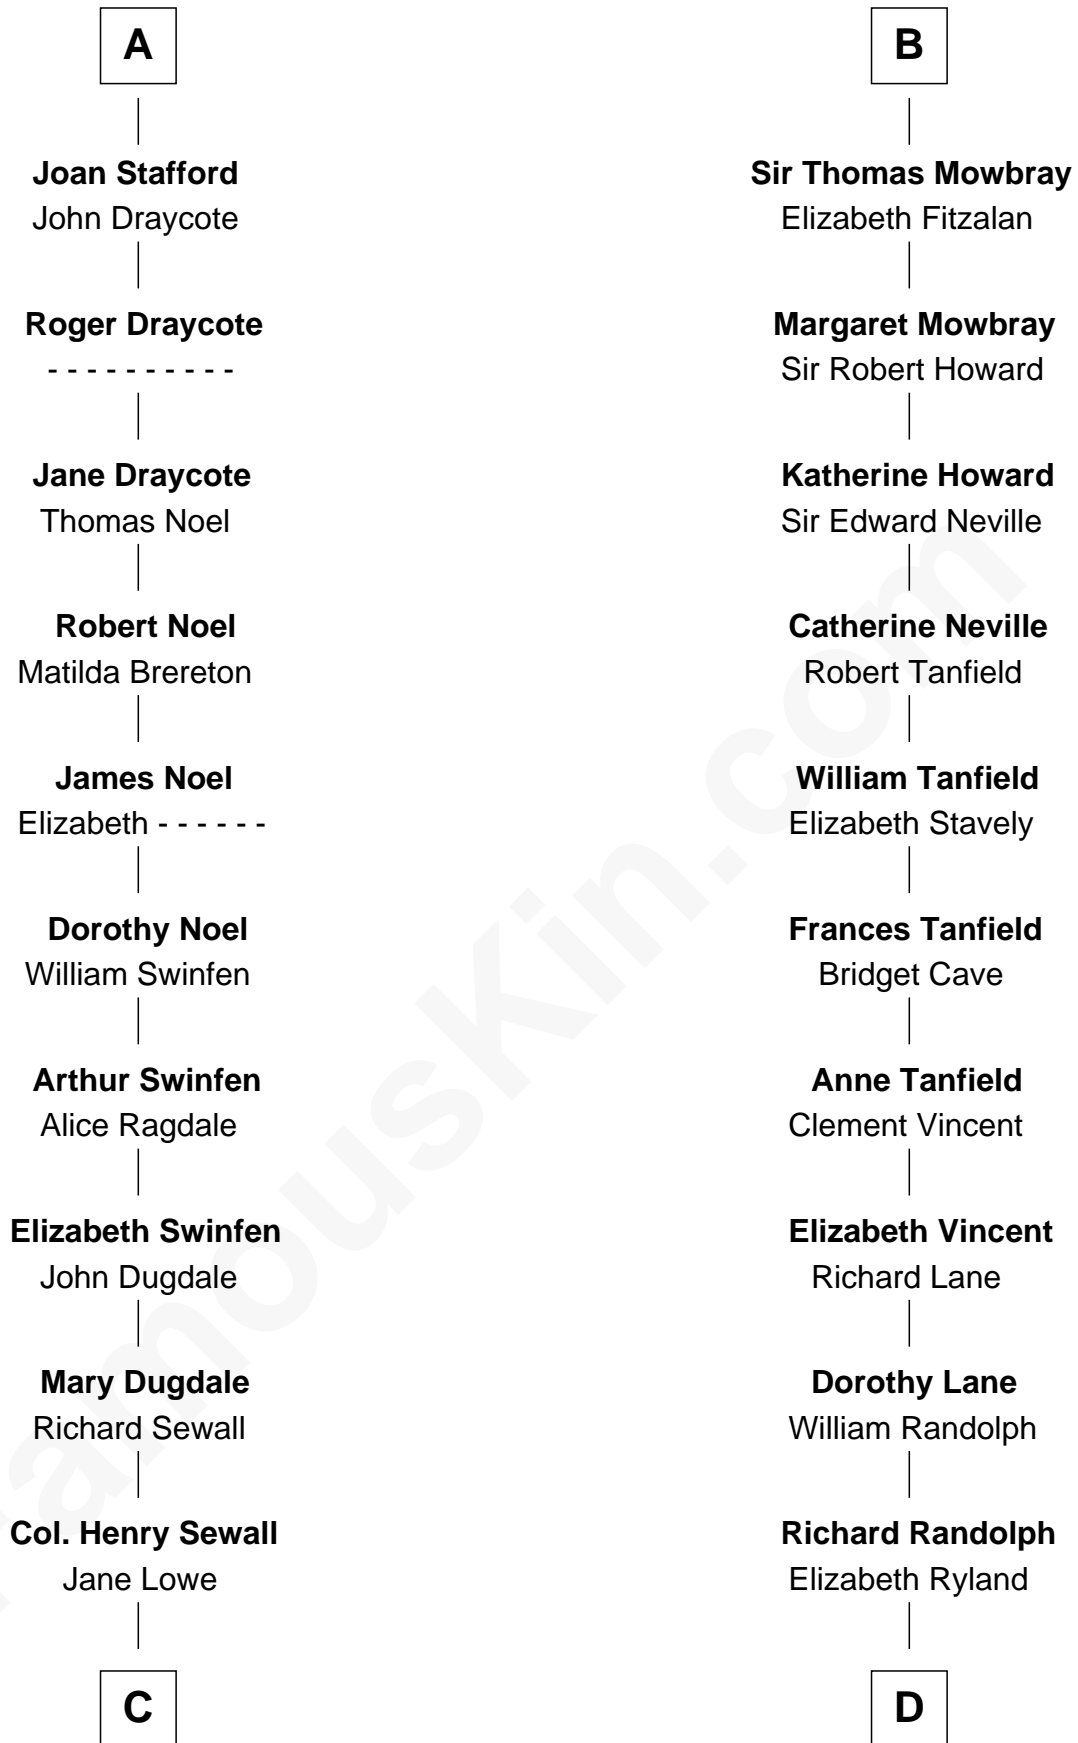 A
Joan Stafford
John Draycote
Roger Draycote
- - - - - - - - - -
Jane Draycote
Thomas Noel
Robert Noel
Matilda Brereton
James Noel
Elizabeth - - - - - -
Dorothy Noel
William Swinfen
Arthur Swinfen
Alice Ragdale
Elizabeth Swinfen
John Dugdale
Mary Dugdale
Richard Sewall
Col. Henry Sewall
Jane Lowe
C
B
Sir Thomas Mowbray
Elizabeth Fitzalan
Margaret Mowbray
Sir Robert Howard
Katherine Howard
Sir Edward Neville
Catherine Neville
Robert Tanfield
William Tanfield
Elizabeth Stavely
Frances Tanfield
Bridget Cave
Anne Tanfield
Clement Vincent
Elizabeth Vincent
Richard Lane
Dorothy Lane
William Randolph
Richard Randolph
Elizabeth Ryland
D
FamousKin.com